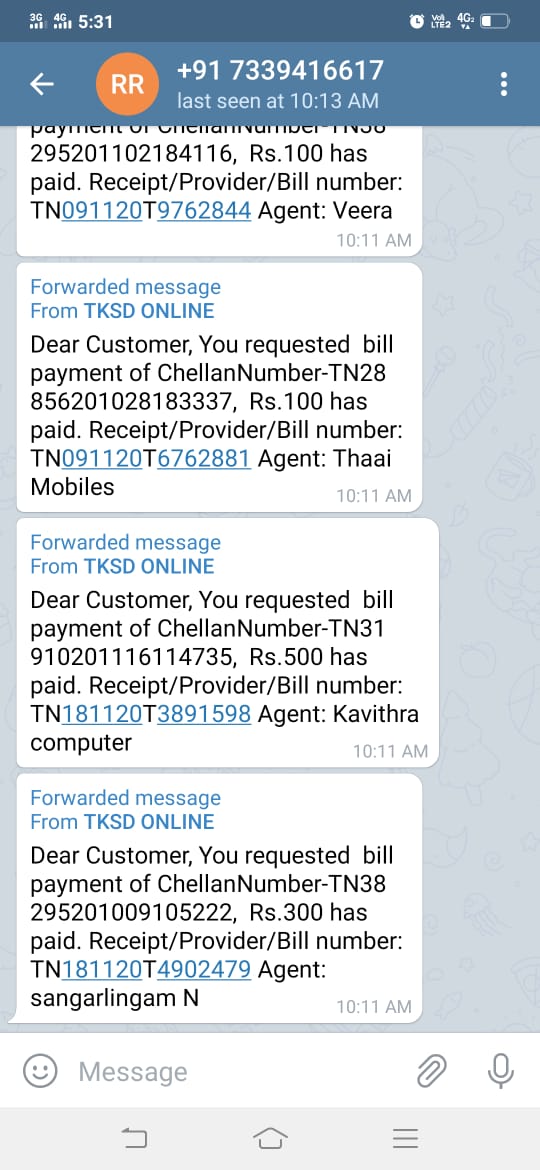 3G 4G 5:31 VoII LTE2 4G2
RR +91 7339416617
last seen at 10:13 AM
payment of ChellanNumber-TN38
295201102184116, Rs.100 has
paid. Receipt/Provider/Bill number:
TN091120T9762844 Agent: Veera
10:11 AM
Forwarded message
From TKSD ONLINE
Dear Customer, You requested bill
payment of ChellanNumber-TN28
856201028183337, Rs.100 has
paid. Receipt/Provider/Bill number:
TN091120T6762881 Agent: Thaai
Mobiles 10:11 AM
Forwarded message
From TKSD ONLINE
Dear Customer, You requested bill
payment of ChellanNumber-TN31
910201116114735, Rs.500 has
paid. Receipt/Provider/Bill number:
TN181120T3891598 Agent: Kavithra
computer 10:11 AM
Forwarded message
From TKSD ONLINE
Dear Customer, You requested bill
payment of ChellanNumber-TN38
295201009105222, Rs.300 has
paid. Receipt/Provider/Bill number:
TN181120T4902479 Agent:
sangarlingam N 10:11 AM
Message